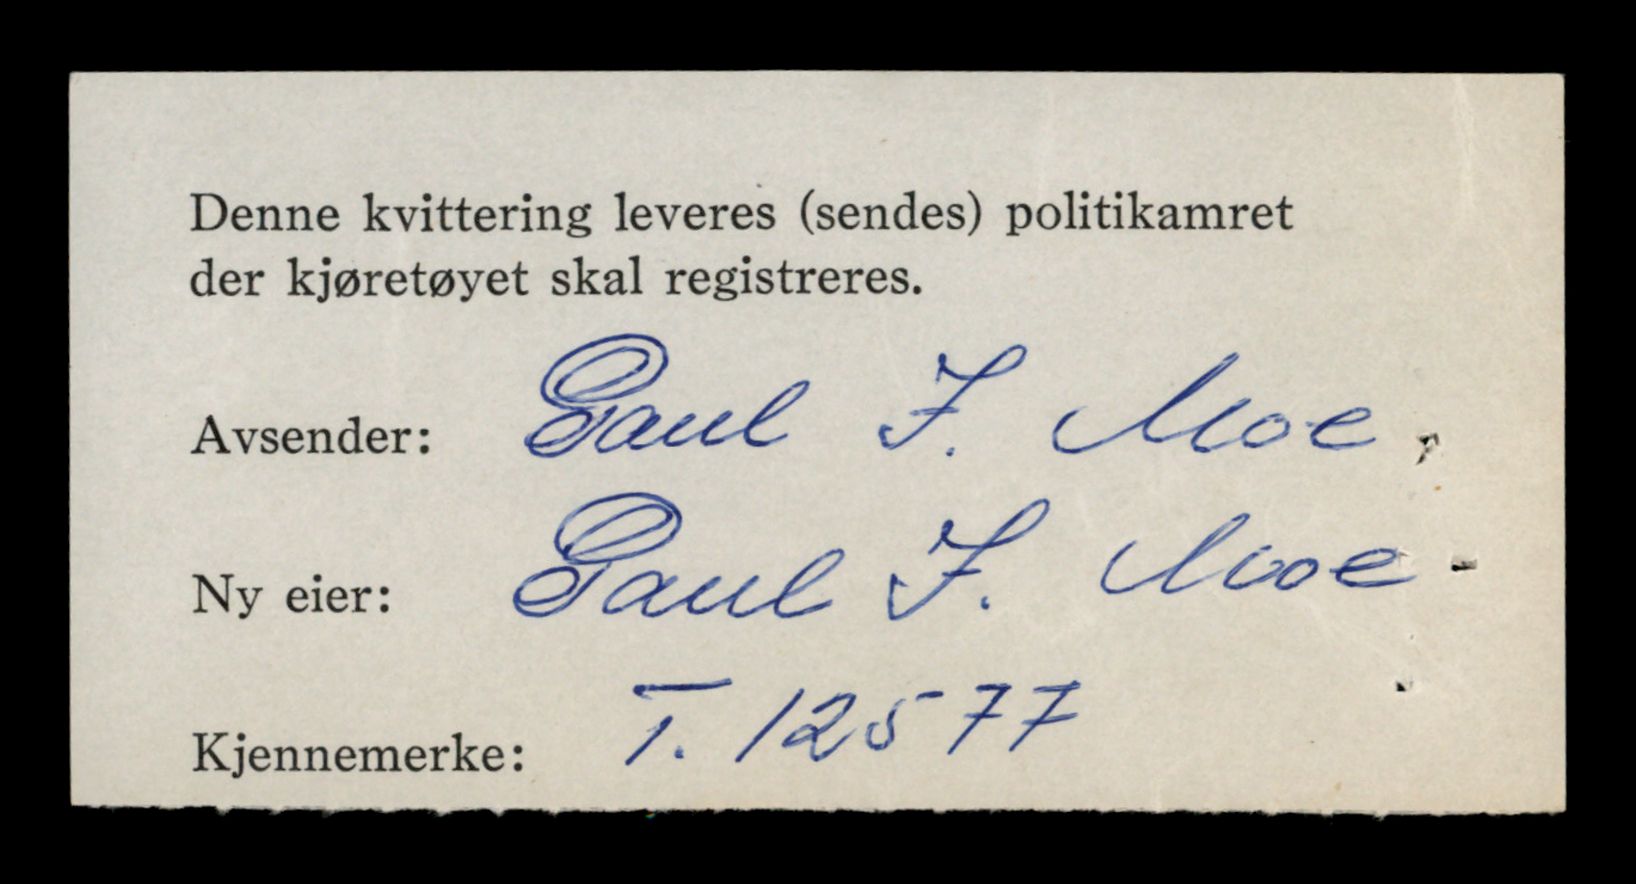 Denne kvittering leveres (sendes) politikamret
der kjøretøyet skal registreres.
Avsender: Paul F. Moe
Ny eier: Paul F. Moe
Kjennemerke: T. 12577